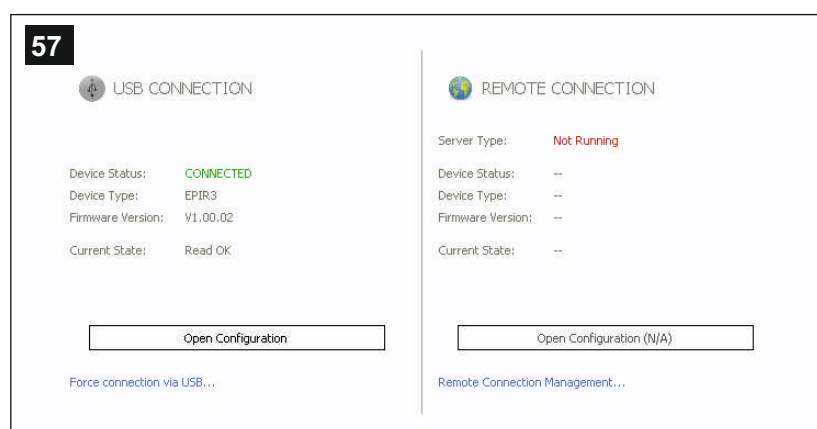 57
USB CONNECTION
Device Status: CONNECTED
Device Type: EPIR3
Firmware Version: V1.00.02
Current State: Read OK
Open Configuration
Force connection via USB...
REMOTE CONNECTION
Server Type: Not Running
Device Status: --
Device Type: --
Firmware Version: --
Current State: --
Open Configuration (N/A)
Remote Connection Management...